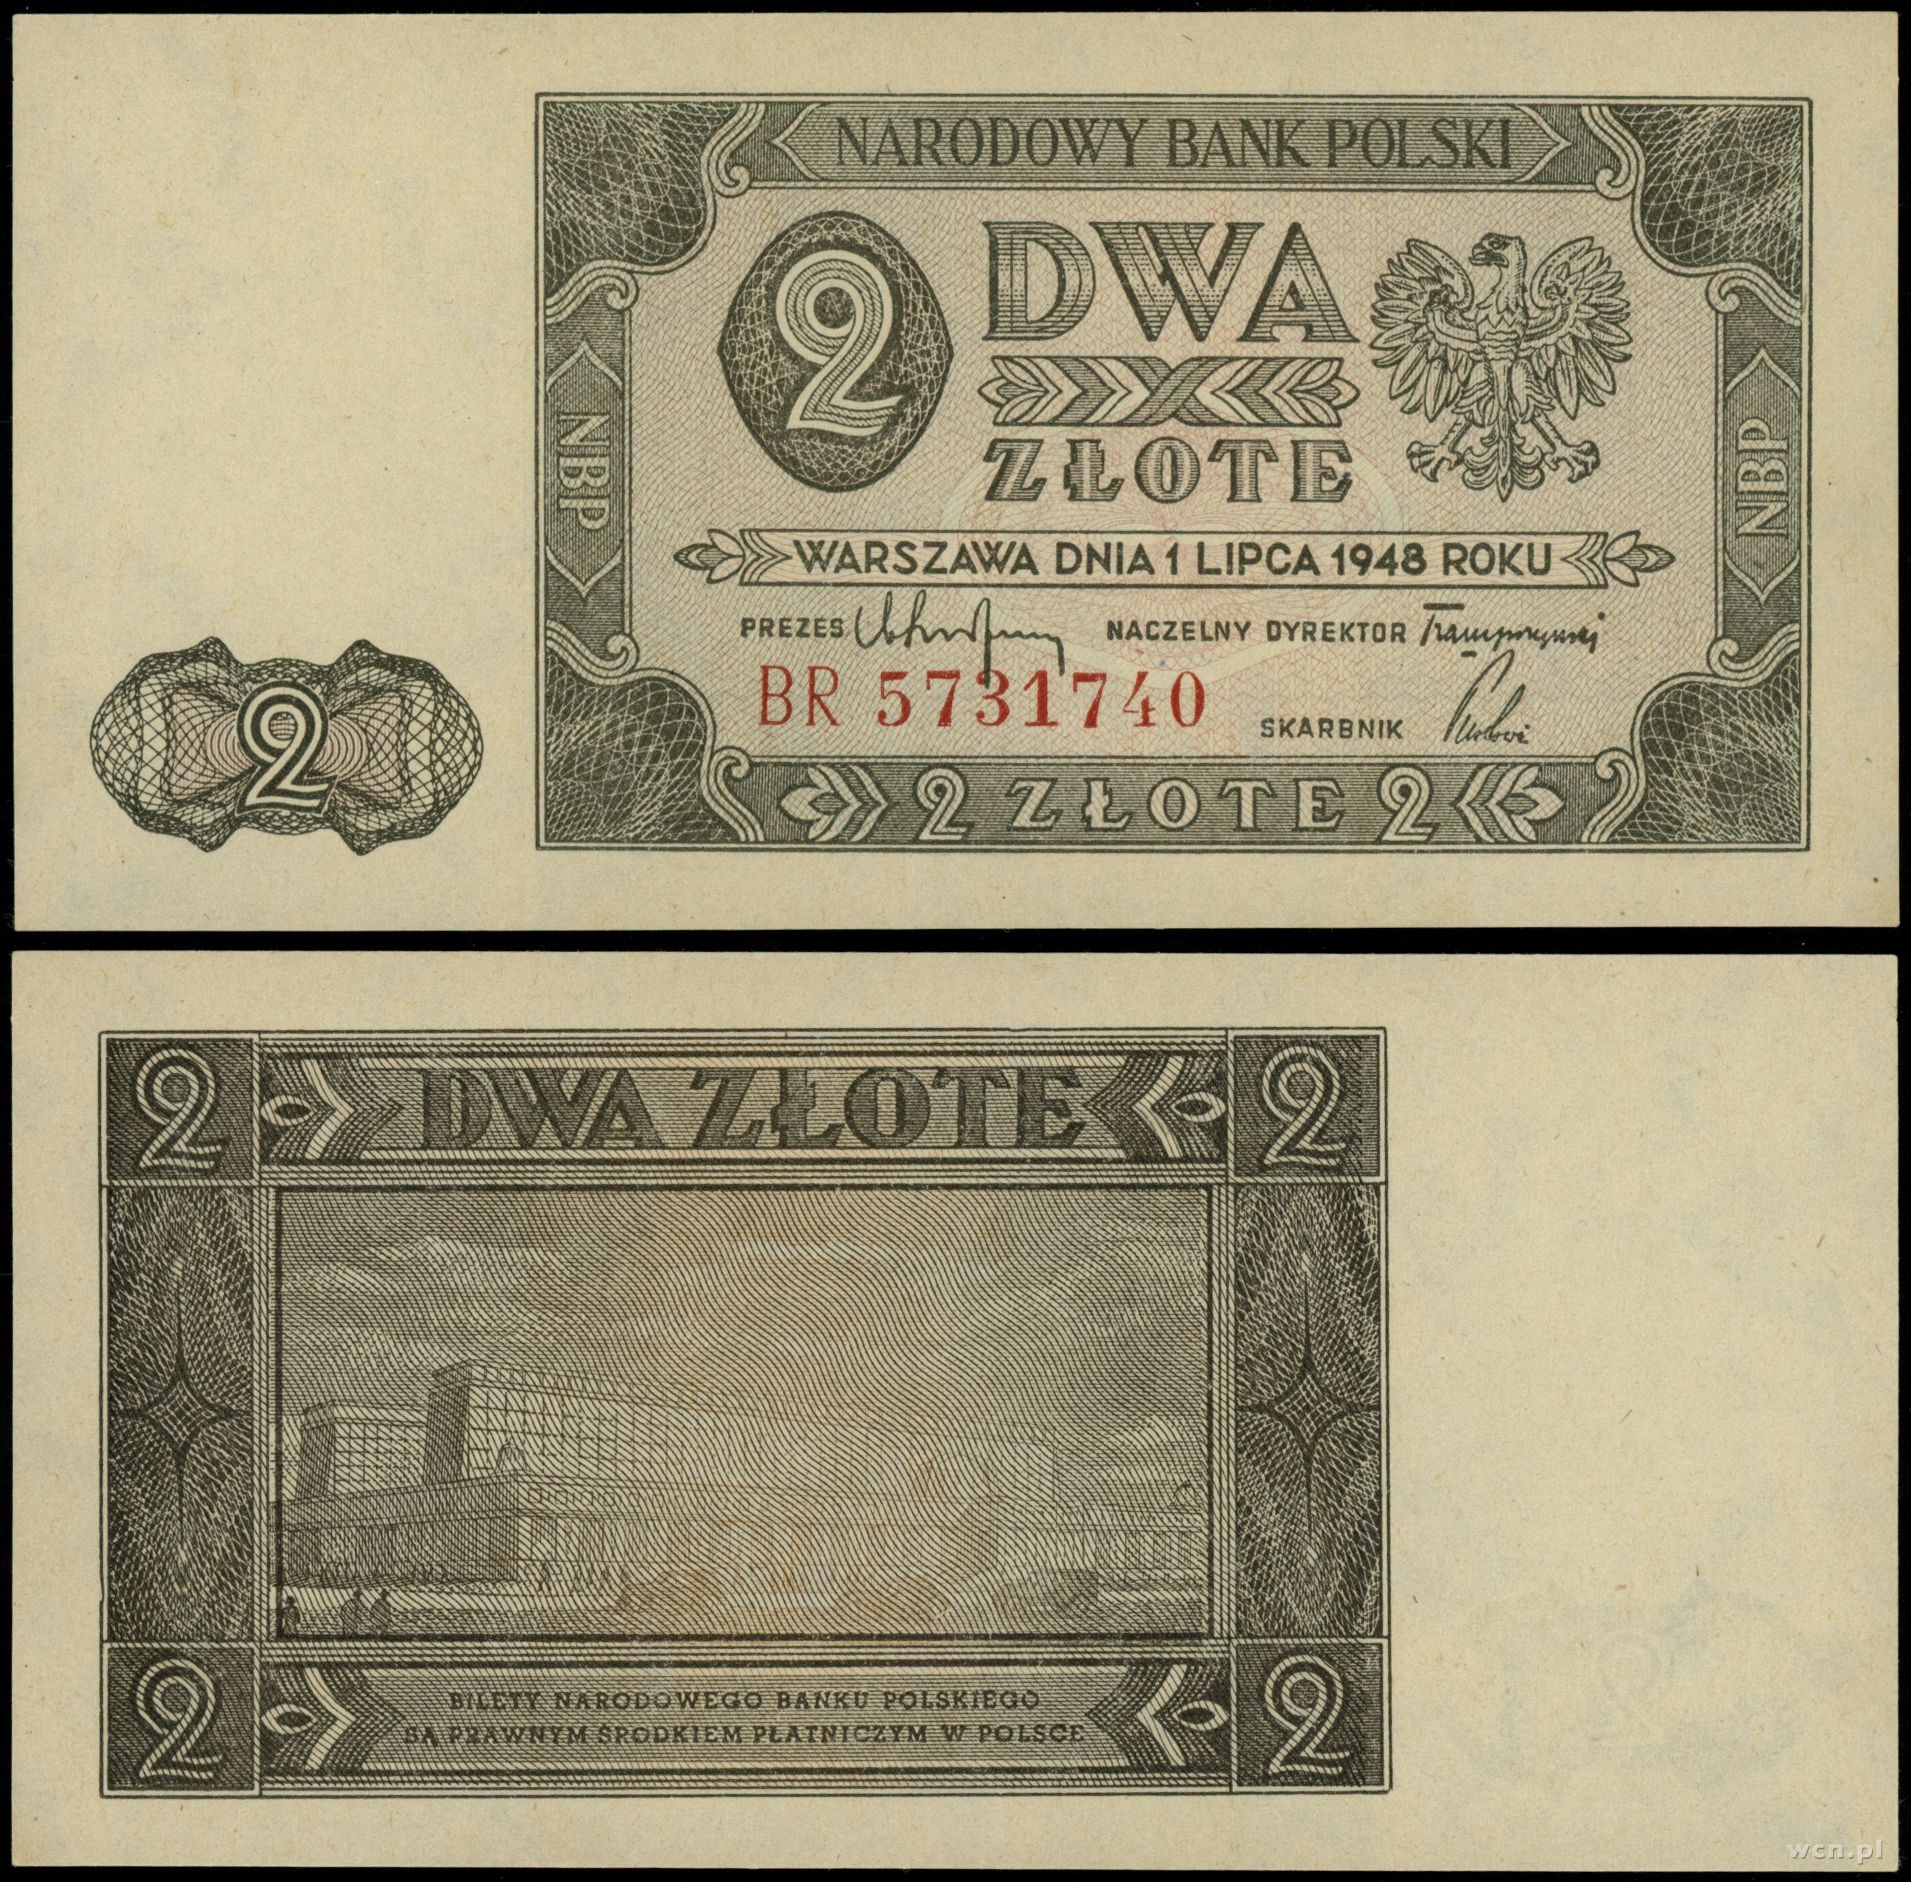 NARODOWY BANK POLSKI
2
DWA
ZŁOTE
NBP
NBP
WARSZAWA DNIA 1 LIPCA 1948 ROKU
PREZES NACZELNY DYREKTOR
BR 5731740
SKARBNIK
2
2 ZŁOTE 2
2 DWA ZŁOTE 2
2 2
BILETY NARODOWEGO BANKU POLSKIEGO
SĄ PRAWNYM ŚRODKIEM PŁATNICZYM W POLSCE
wcn.pl